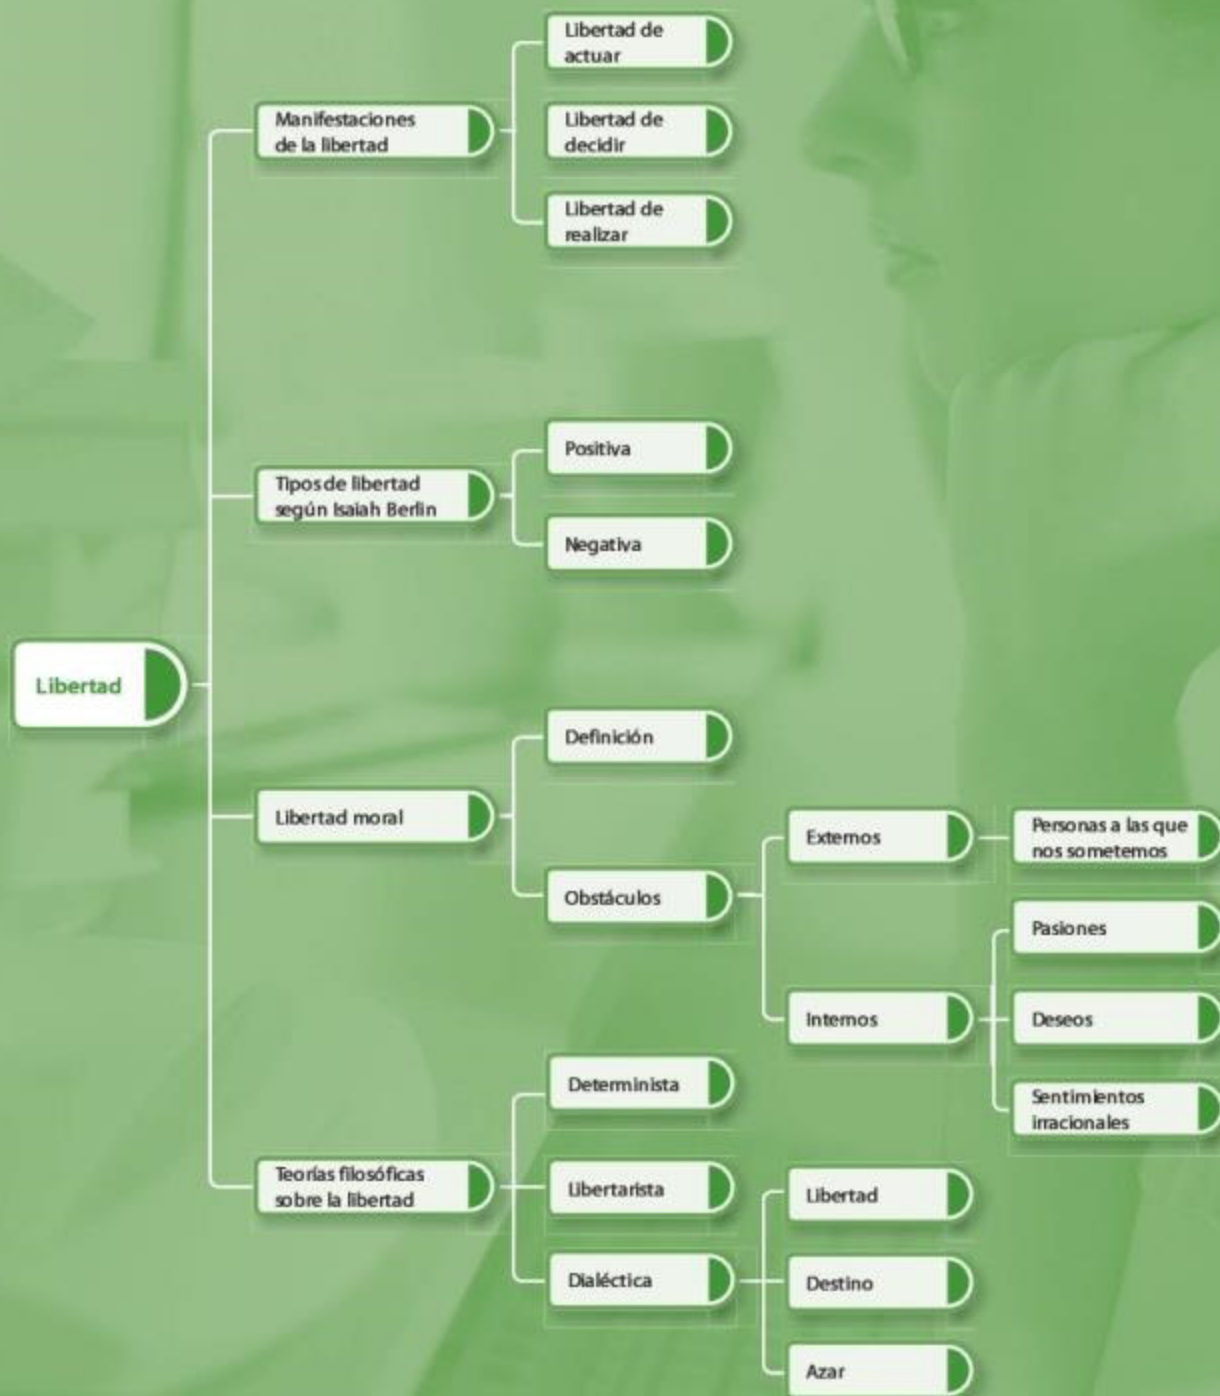 Libertad de
actuar
Manifestaciones
de la libertad
Libertad de
decidir
Libertad de
realizar
Tipos de libertad
según Isaiah Berlin
Positiva
Negativa
Libertad
Libertad moral
Definición
Obstáculos
Externos
Personas a las que
nos sometemos
Internos
Pasiones
Deseos
Sentimientos
irracionales
Teorías filosóficas
sobre la libertad
Determinista
Libertarista
Dialéctica
Libertad
Destino
Azar